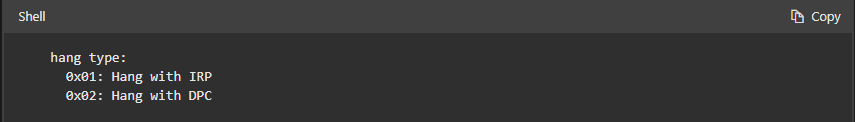 Shell
Copy
hang type:
0x01: Hang with IRP
0x02: Hang with DPC